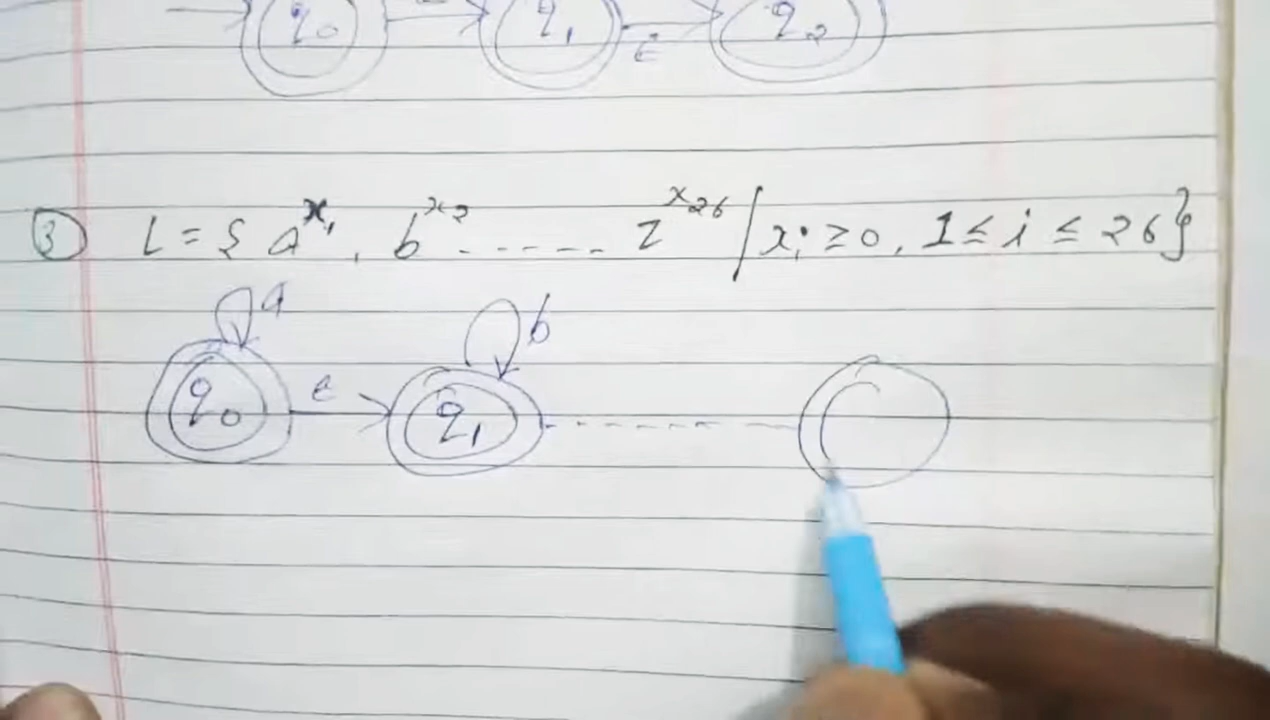 q₀ q₁ ε q₂
③ L = { a^x₁, b^x₂ ------ z^x₂₆ / xᵢ ≥ 0, 1 ≤ i ≤ 26 }
a b
q₀ ε q₁ -------